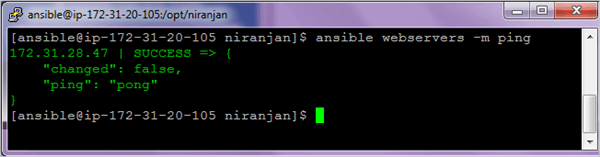 ansible@ip-172-31-20-105:/opt/niranjan
[ansible@ip-172-31-20-105 niranjan]$ ansible webservers -m ping
172.31.28.47 | SUCCESS => {
    "changed": false,
    "ping": "pong"
}
[ansible@ip-172-31-20-105 niranjan]$